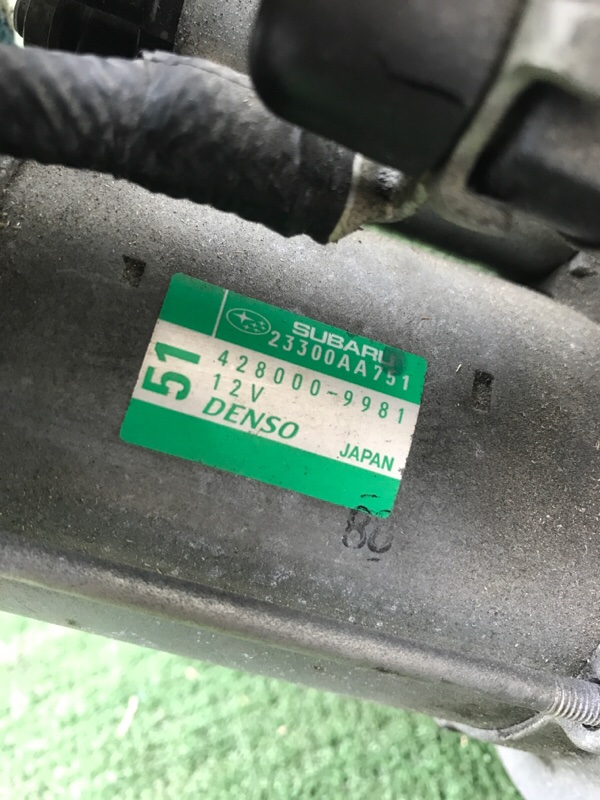 SUBARU
23300AA751
51
428000-9981
12V
DENSO
JAPAN